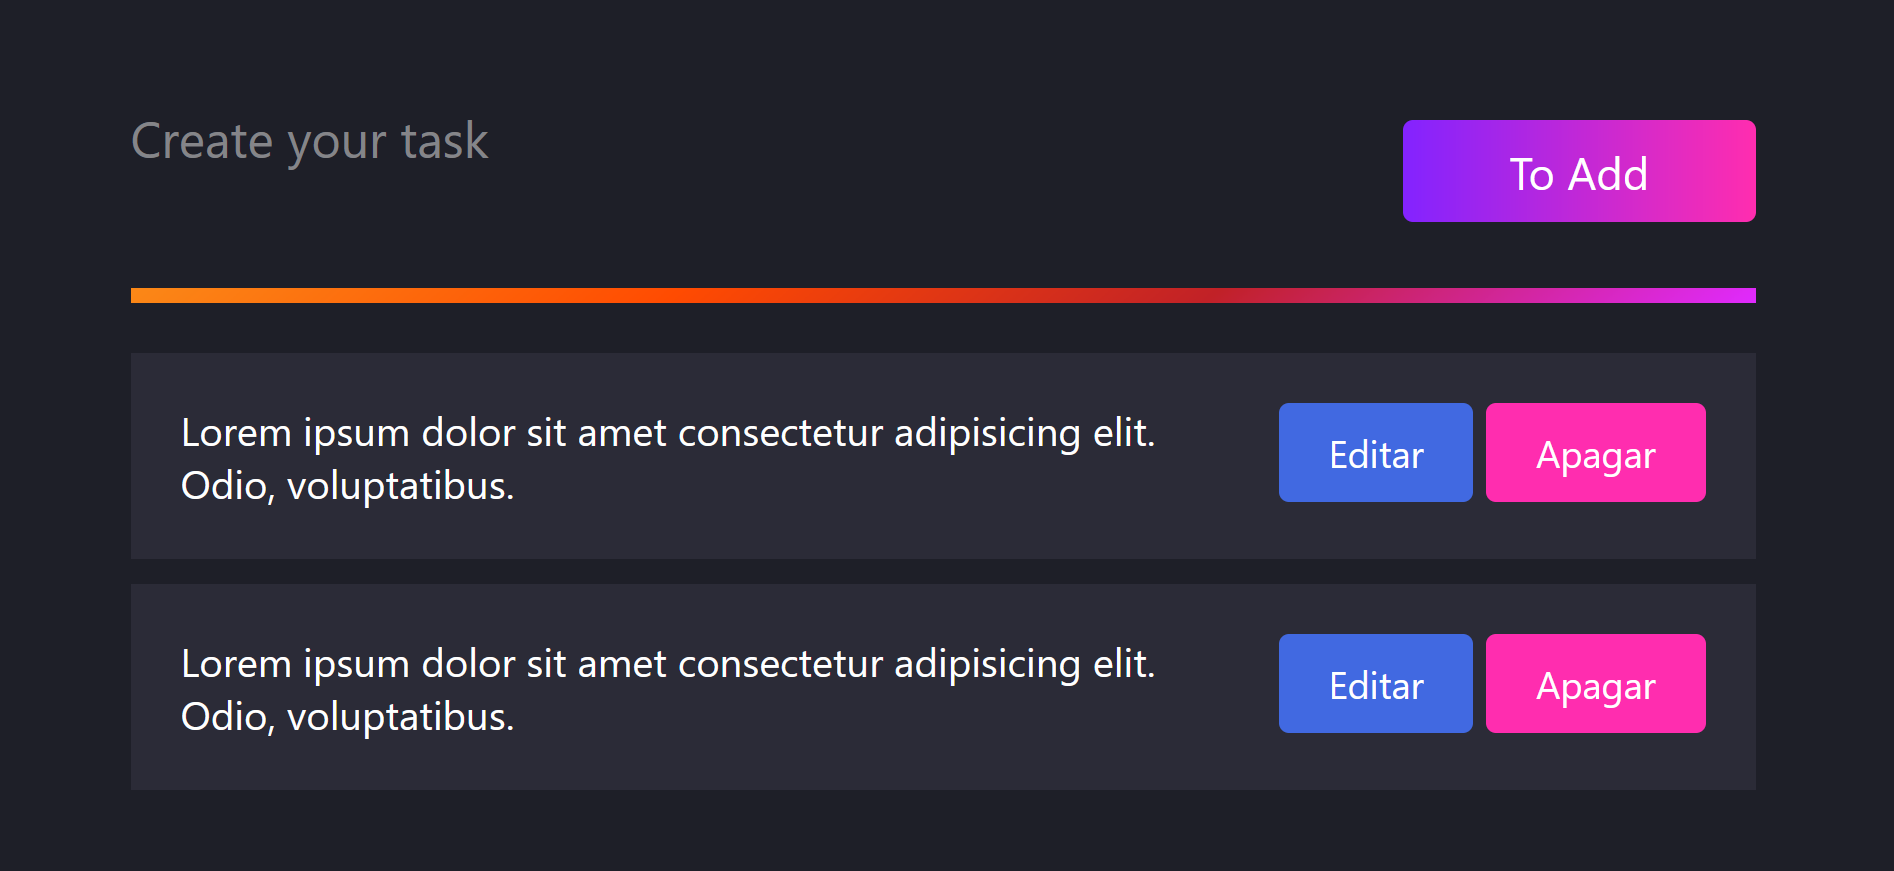 Create your task
To Add
Lorem ipsum dolor sit amet consectetur adipisicing elit.
Odio, voluptatibus.
Editar
Apagar
Lorem ipsum dolor sit amet consectetur adipisicing elit.
Odio, voluptatibus.
Editar
Apagar